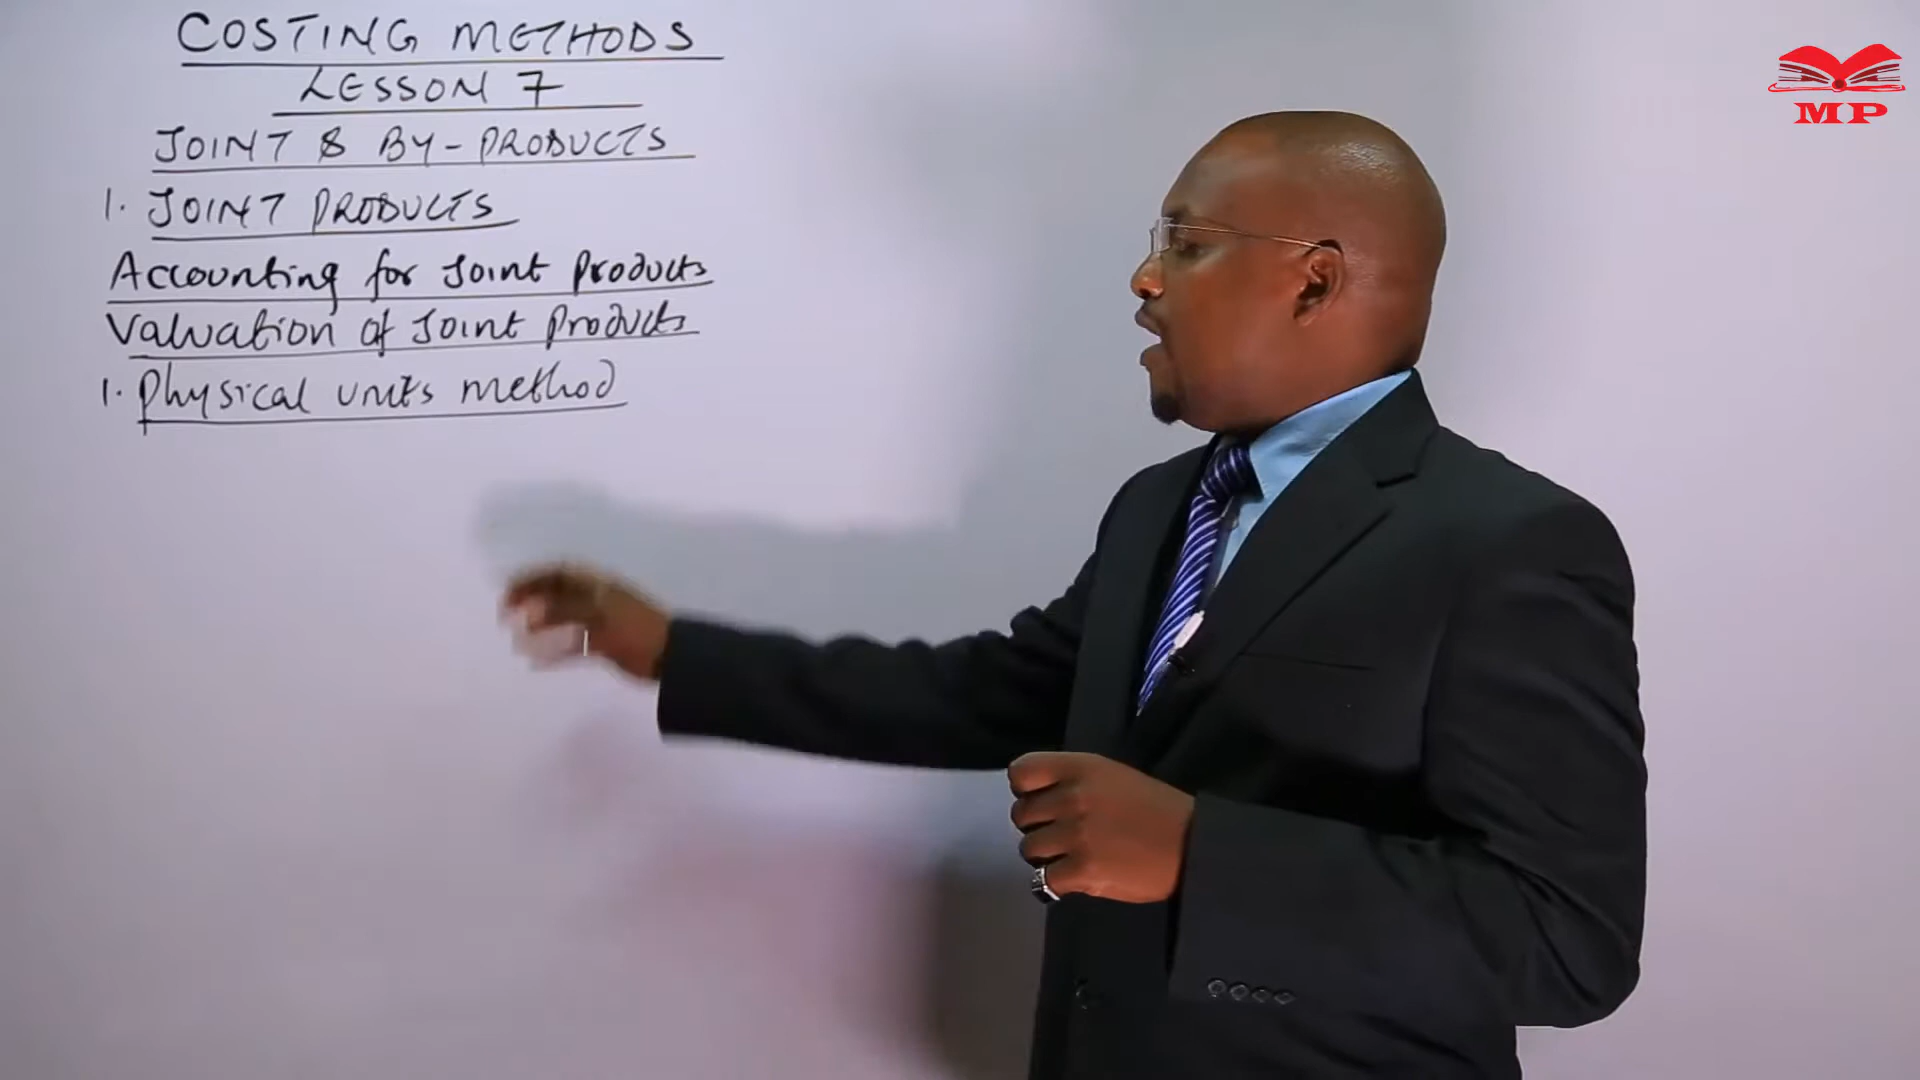 COSTING METHODS
LESSON 7
JOINT & BY-PRODUCTS
1. JOINT PRODUCTS
Accounting for Joint Products
Valuation of Joint Products
1. Physical units method
MP